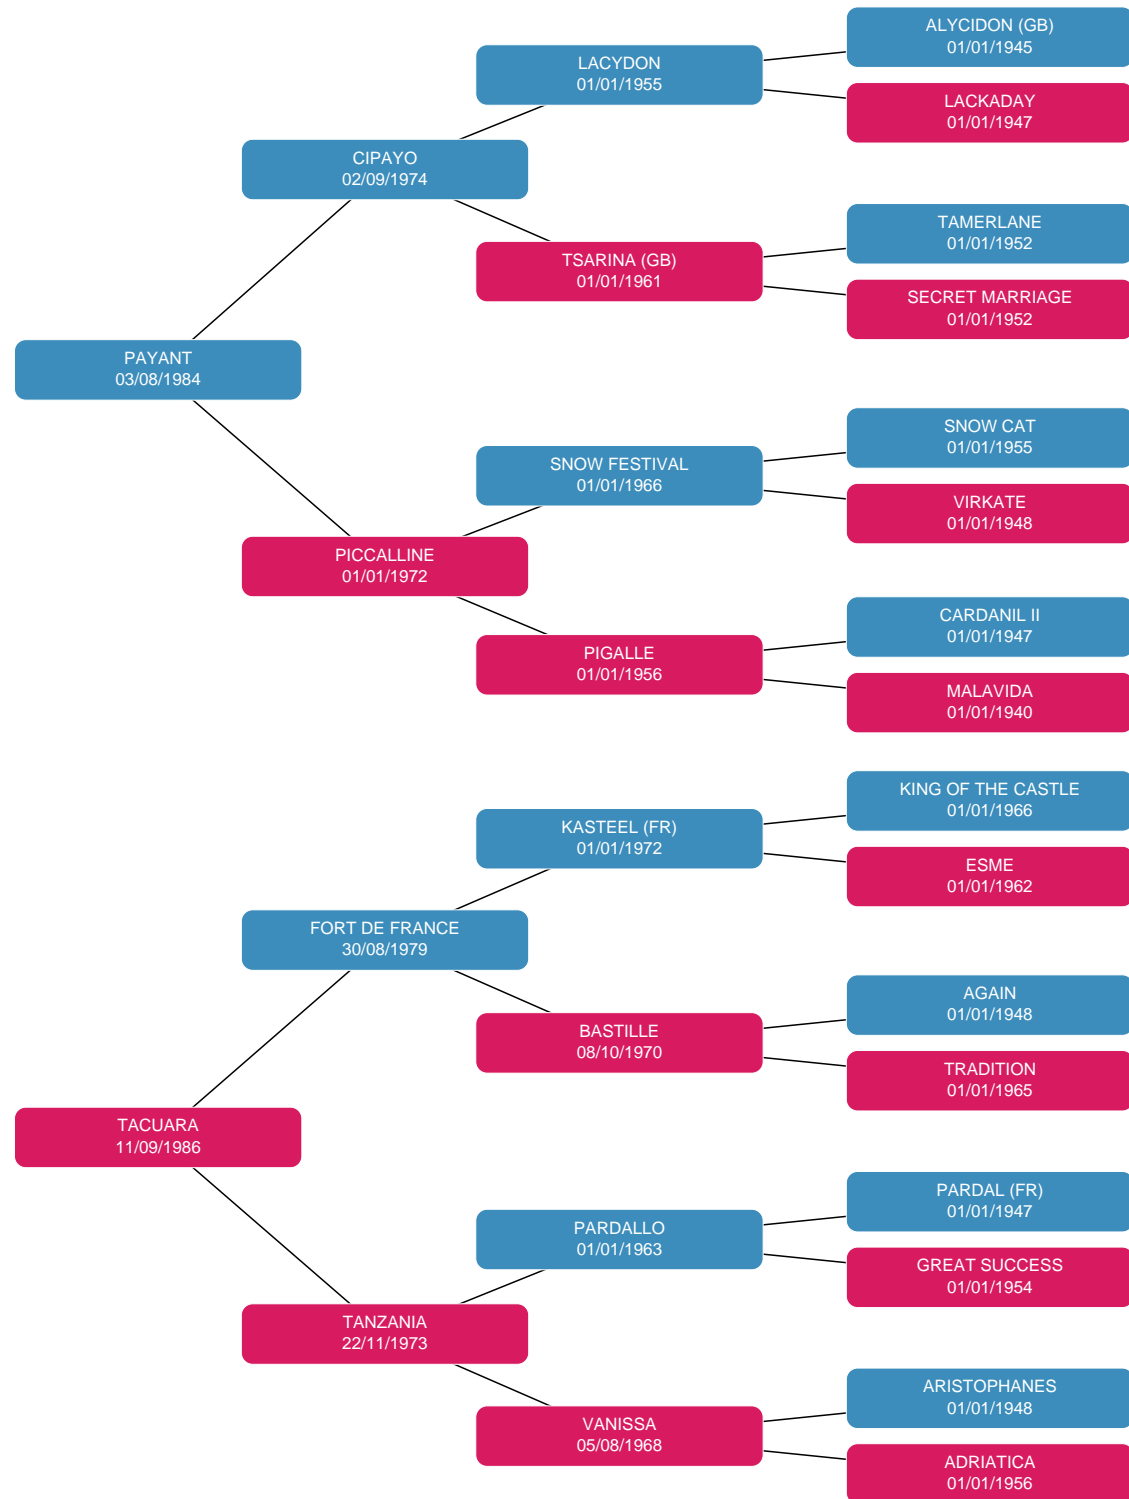 ALYCIDON (GB)
01/01/1945
LACYDON
01/01/1955
LACKADAY
01/01/1947
CIPAYO
02/09/1974
TAMERLANE
01/01/1952
TSARINA (GB)
01/01/1961
SECRET MARRIAGE
01/01/1952
PAYANT
03/08/1984
SNOW CAT
01/01/1955
SNOW FESTIVAL
01/01/1966
VIRKATE
01/01/1948
PICCALLINE
01/01/1972
CARDANIL II
01/01/1947
PIGALLE
01/01/1956
MALAVIDA
01/01/1940
KING OF THE CASTLE
01/01/1966
KASTEEL (FR)
01/01/1972
ESME
01/01/1962
FORT DE FRANCE
30/08/1979
AGAIN
01/01/1948
BASTILLE
08/10/1970
TRADITION
01/01/1965
TACUARA
11/09/1986
PARDAL (FR)
01/01/1947
PARDALLO
01/01/1963
GREAT SUCCESS
01/01/1954
TANZANIA
22/11/1973
ARISTOPHANES
01/01/1948
VANISSA
05/08/1968
ADRIATICA
01/01/1956